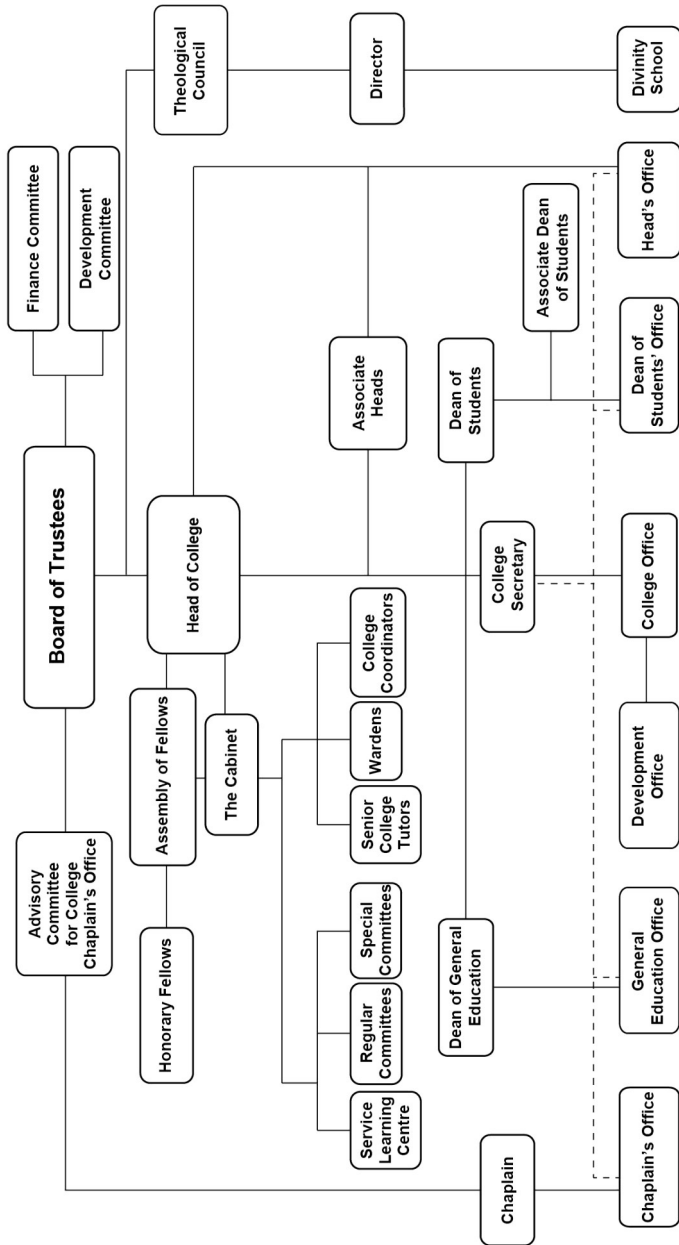 Board of Trustees
Finance Committee
Development
Committee
Advisory
Committee
for College
Chaplain's Office
Theological
Council
Honorary Fellows
Assembly of Fellows
Head of College
The Cabinet
Director
Service
Learning
Centre
Regular
Committees
Special
Committees
Senior
College
Tutors
Wardens
College
Coordinators
Associate
Heads
Dean of General
Education
Dean of
Students
Chaplain
College
Secretary
Associate Dean
of Students
Chaplain's Office
General
Education Office
Development
Office
College Office
Dean of
Students' Office
Head's Office
Divinity
School